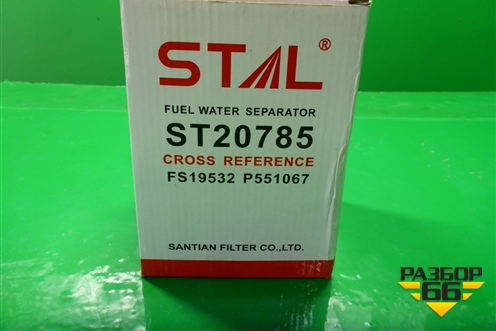 STAL®
FUEL WATER SEPARATOR
ST20785
CROSS REFERENCE
FS19532 P551067
SANTIAN FILTER CO.,LTD.
РАЗБОР
66